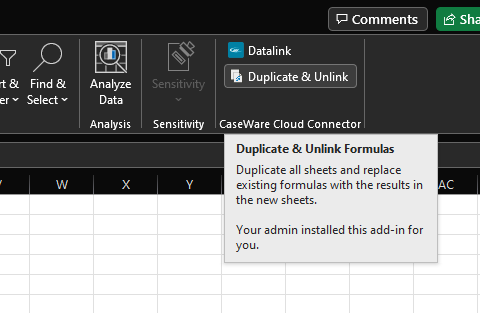 Comments
Sha
Datalink
Duplicate & Unlink
t &
er
Find &
Select
Analyze
Data
Sensitivity
Analysis
Sensitivity
CaseWare Cloud Connector
Duplicate & Unlink Formulas
Duplicate all sheets and replace
existing formulas with the results in
the new sheets.
Your admin installed this add-in for
you.
W
X
Y
AC